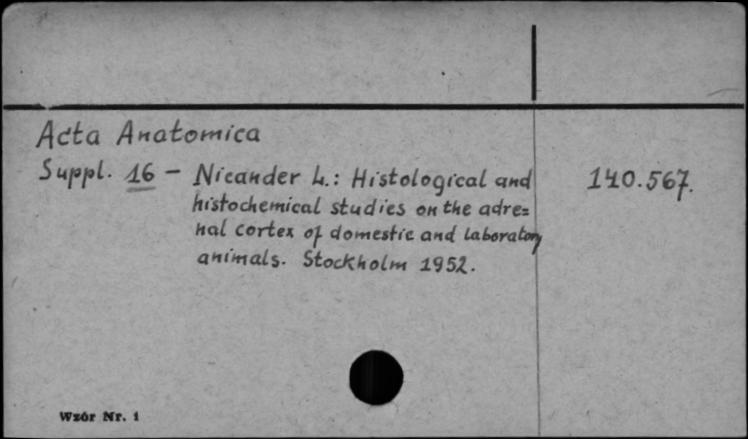 Acta Anatomica
Suppl. 16 - Nicander L.: Histological and 140.567.
histochemical studies on the adre=
nal cortex of domestic and laboratory
animals. Stockholm 1952.
Wzór Nr. 1